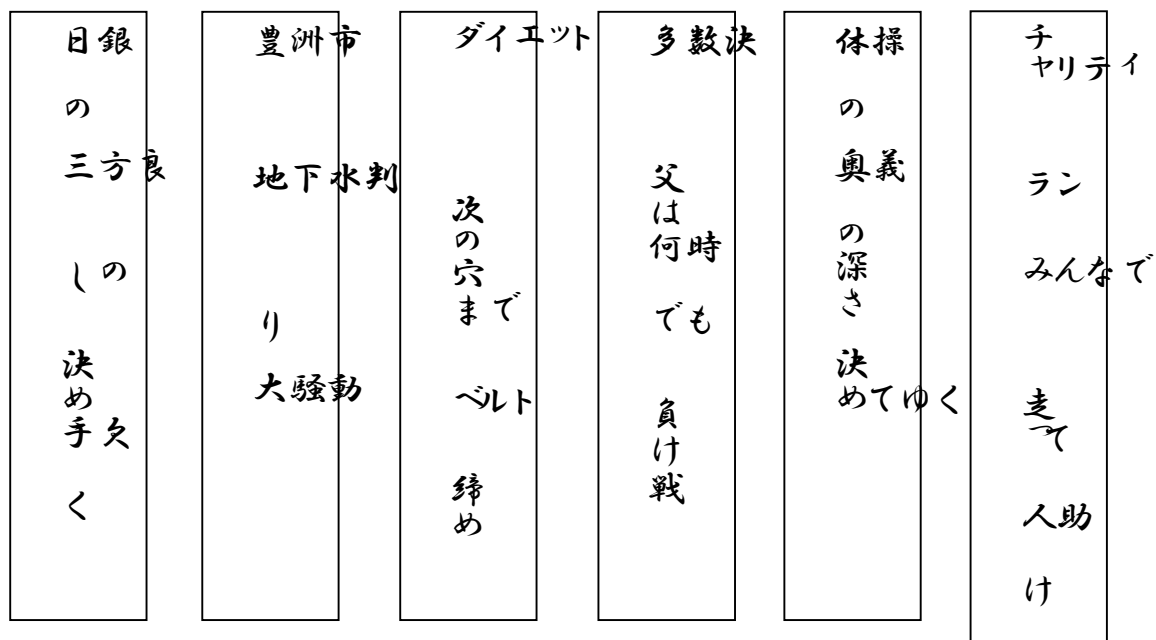 チャリティラン みんなで走って 人助け
体操の奥義の深さ 決めてゆく
多数決 父は何時でも 負け戦
ダイエット 次の穴まで ベルト締め
豊洲市 地下水判り 大騒動
日銀の三方良しの 決め手欠く